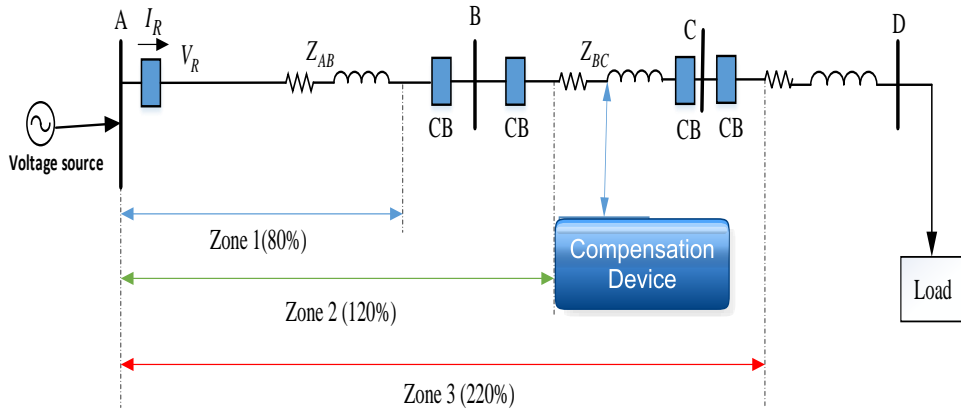 A
I_R
V_R
Z_AB
B
Z_BC
C
D
CB
CB
CB
CB
Voltage source
Zone 1(80%)
Compensation
Device
Zone 2 (120%)
Load
Zone 3 (220%)